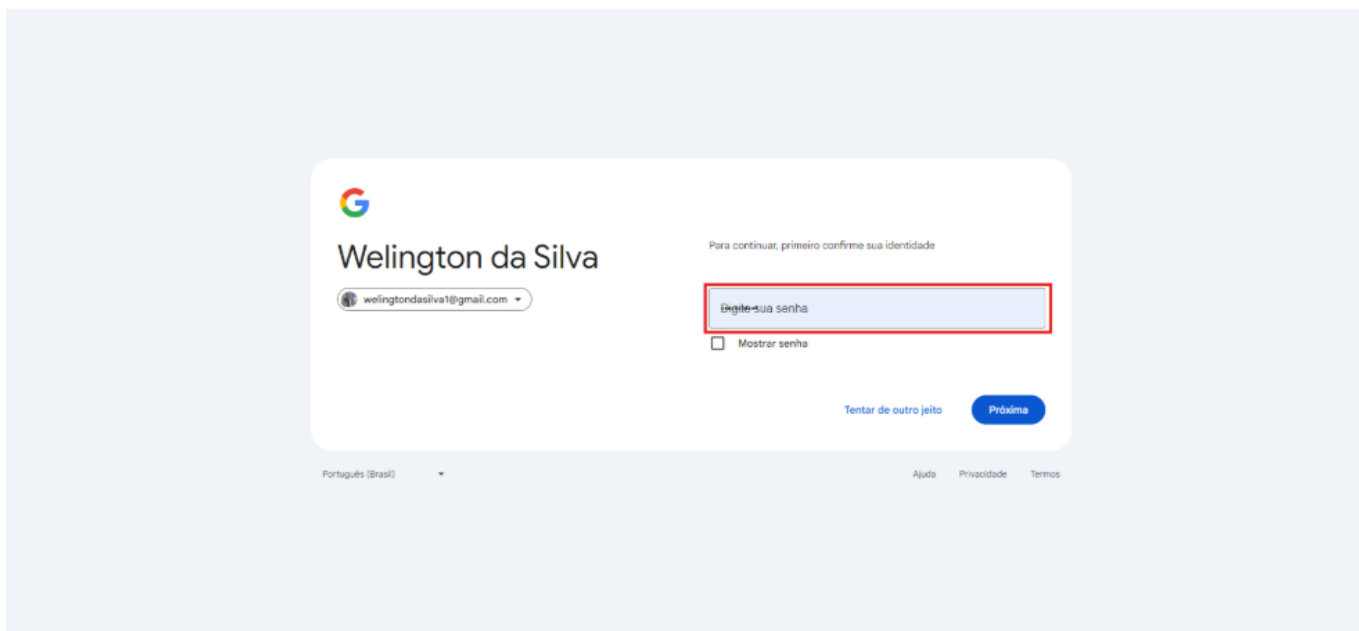 Welington da Silva
welingtondasilva1@gmail.com
Para continuar, primeiro confirme sua identidade
Digite sua senha
Mostrar senha
Tentar de outro jeito
Próxima
Português (Brasil)
Ajuda
Privacidade
Termos